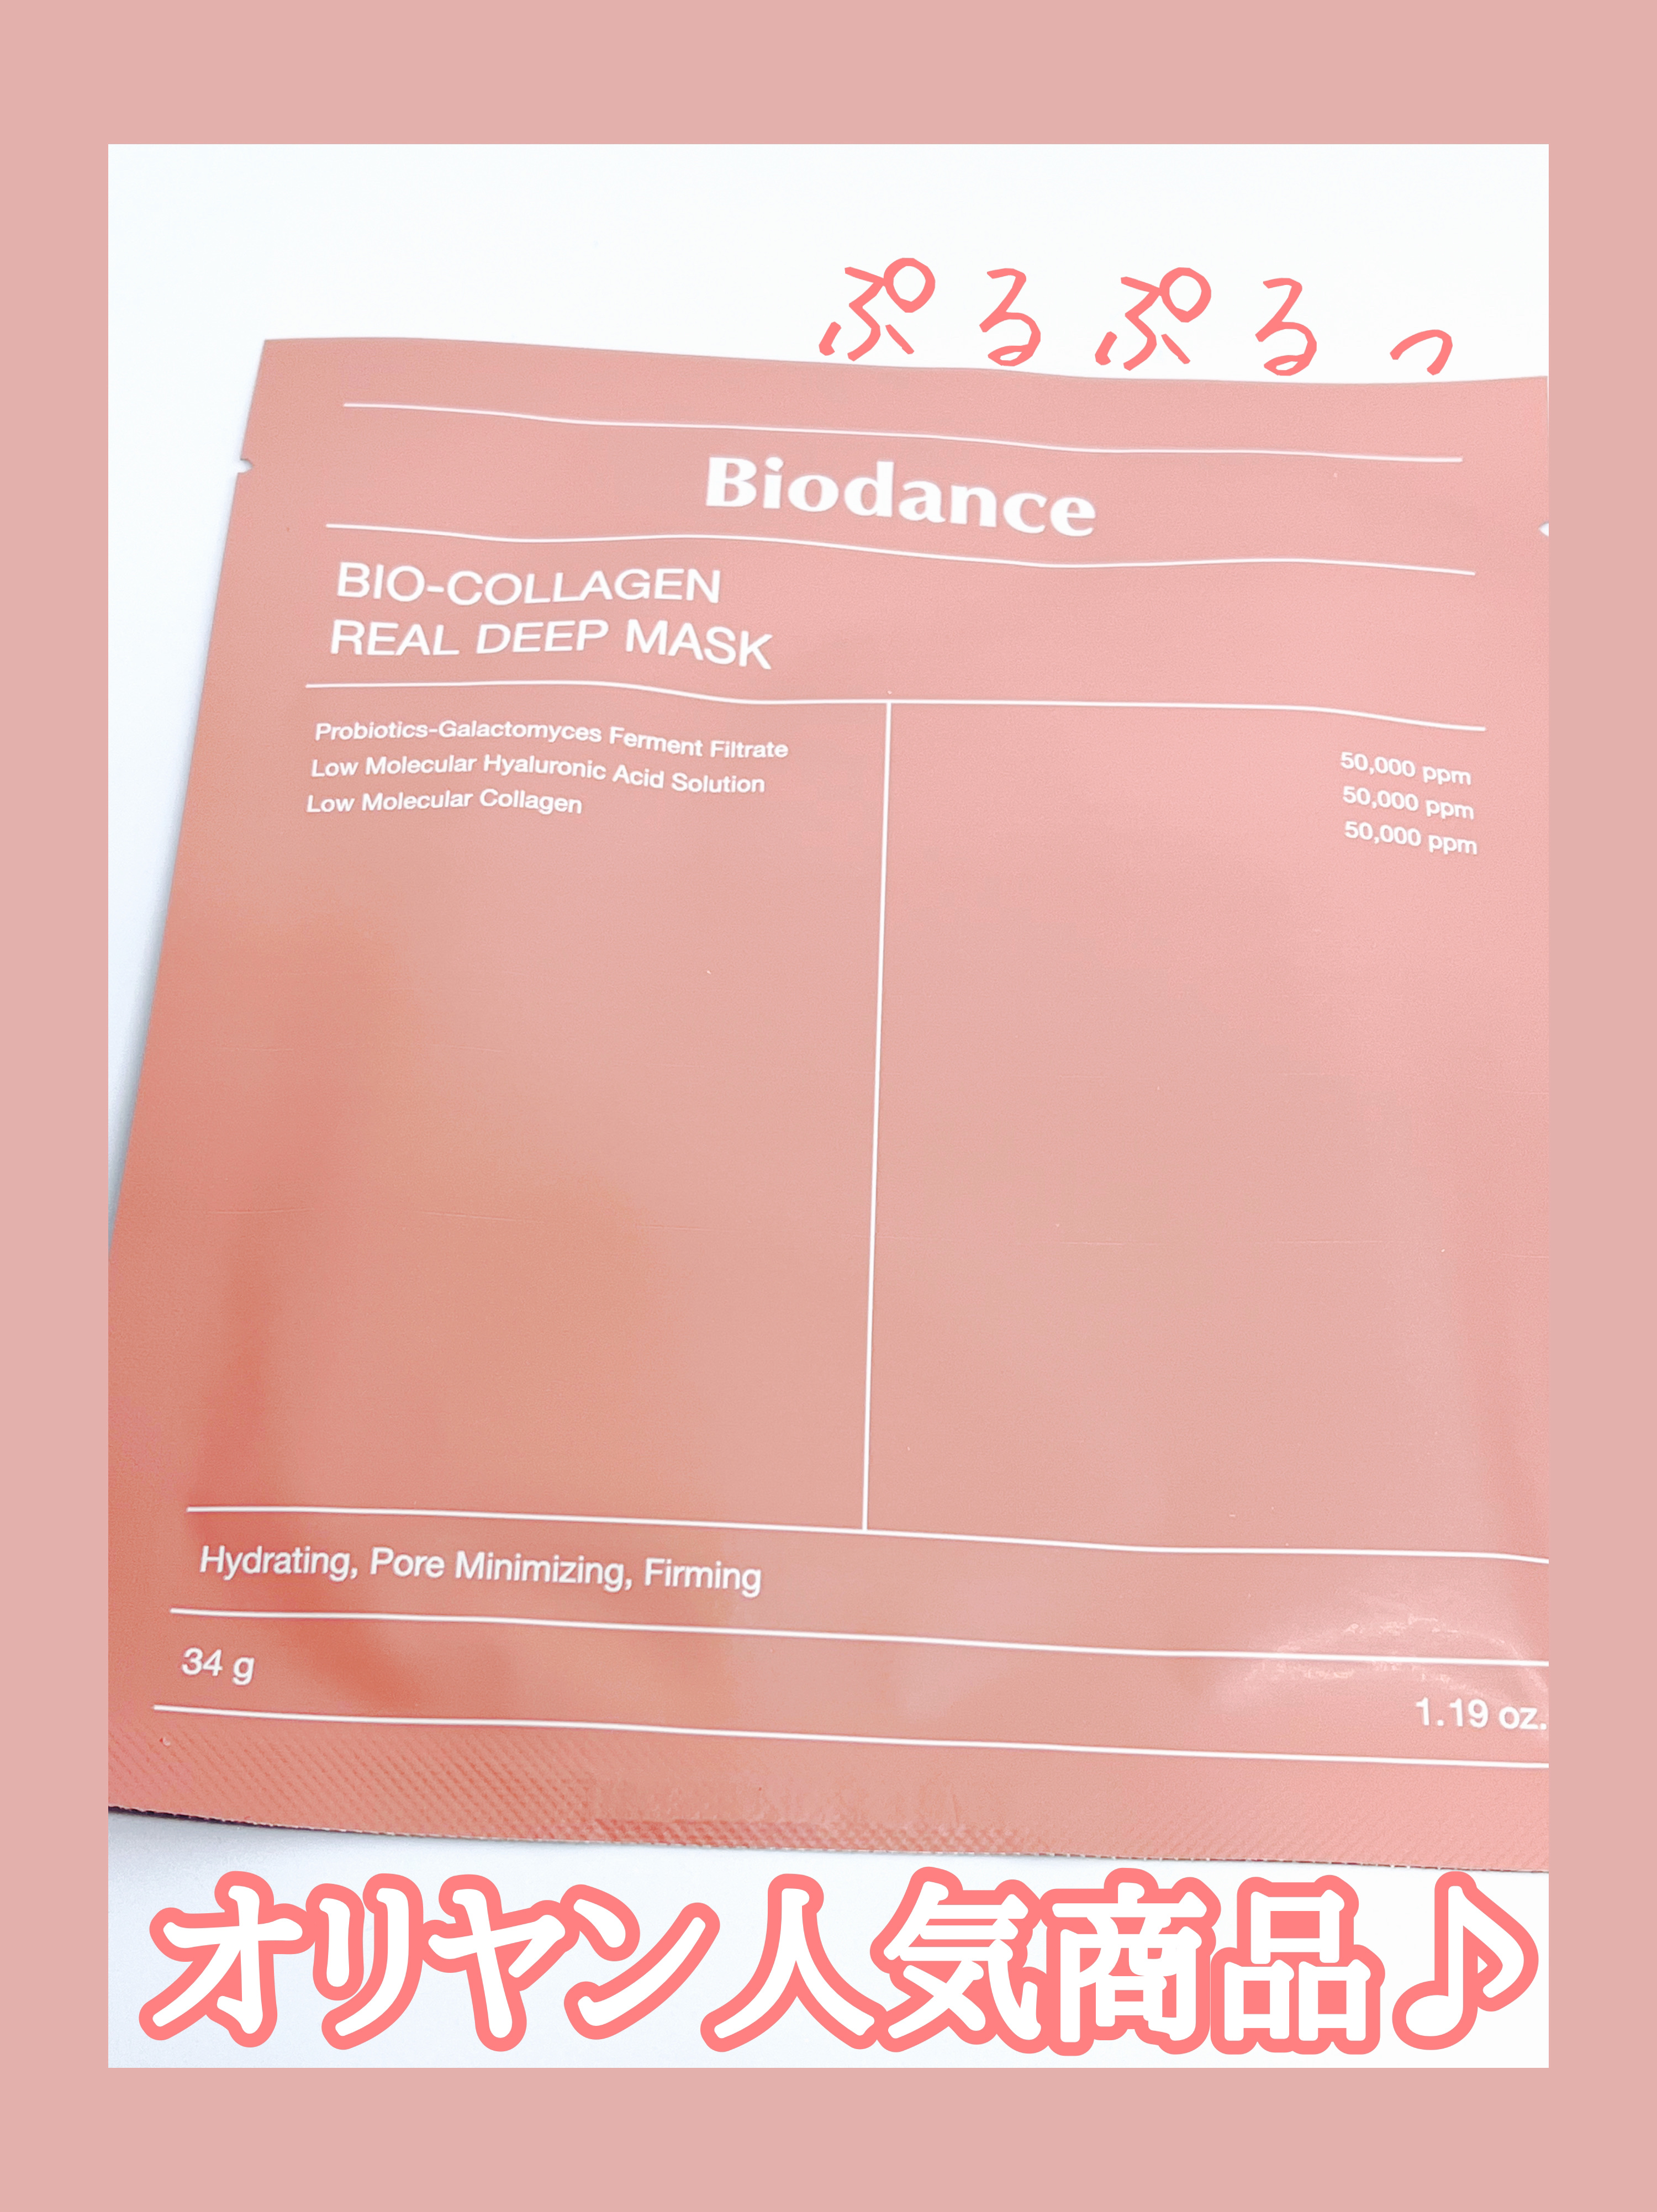 ぷるぷるっ
Biodance
BIO-COLLAGEN
REAL DEEP MASK
Probiotics-Galactomyces Ferment Filtrate 50,000 ppm
Low Molecular Hyaluronic Acid Solution 50,000 ppm
Low Molecular Collagen 50,000 ppm
Hydrating, Pore Minimizing, Firming
34 g 1.19 oz.
オリヤン人気商品♪